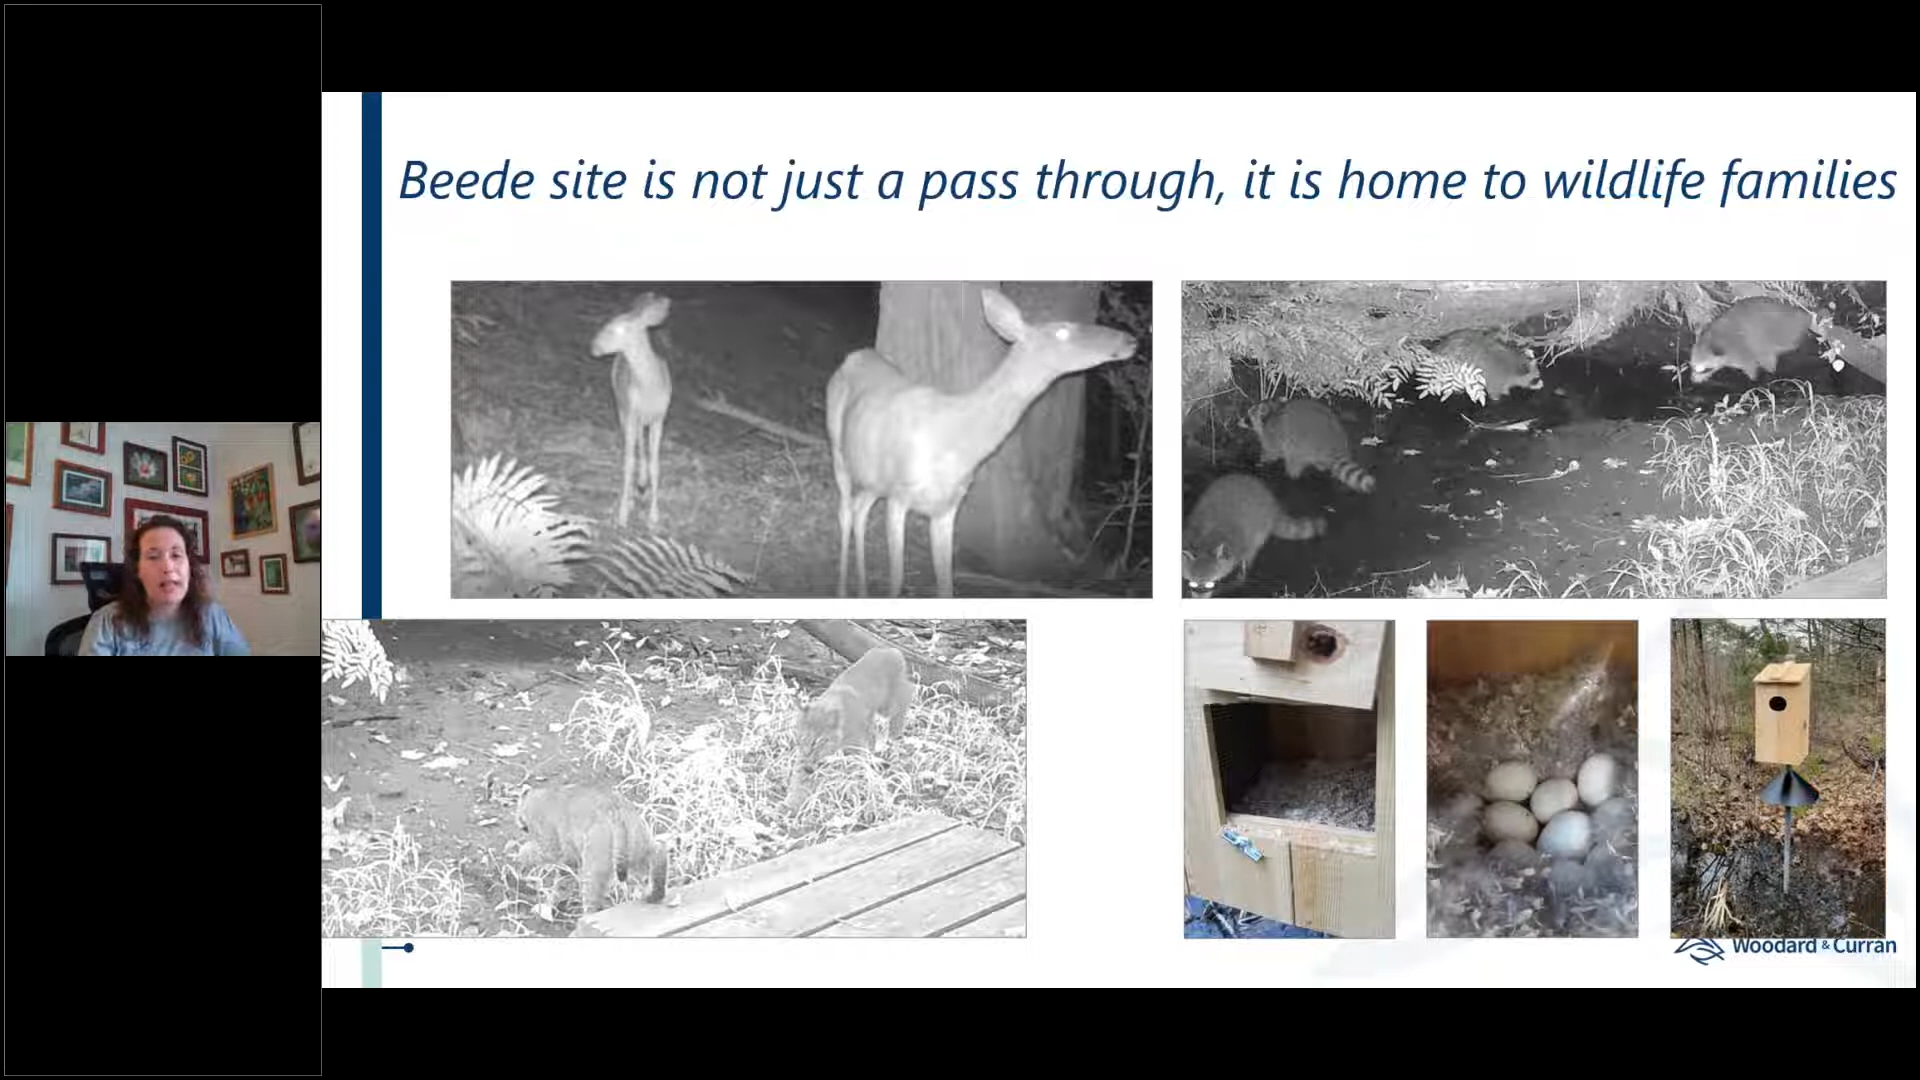 Beede site is not just a pass through, it is home to wildlife families
Woodard & Curran